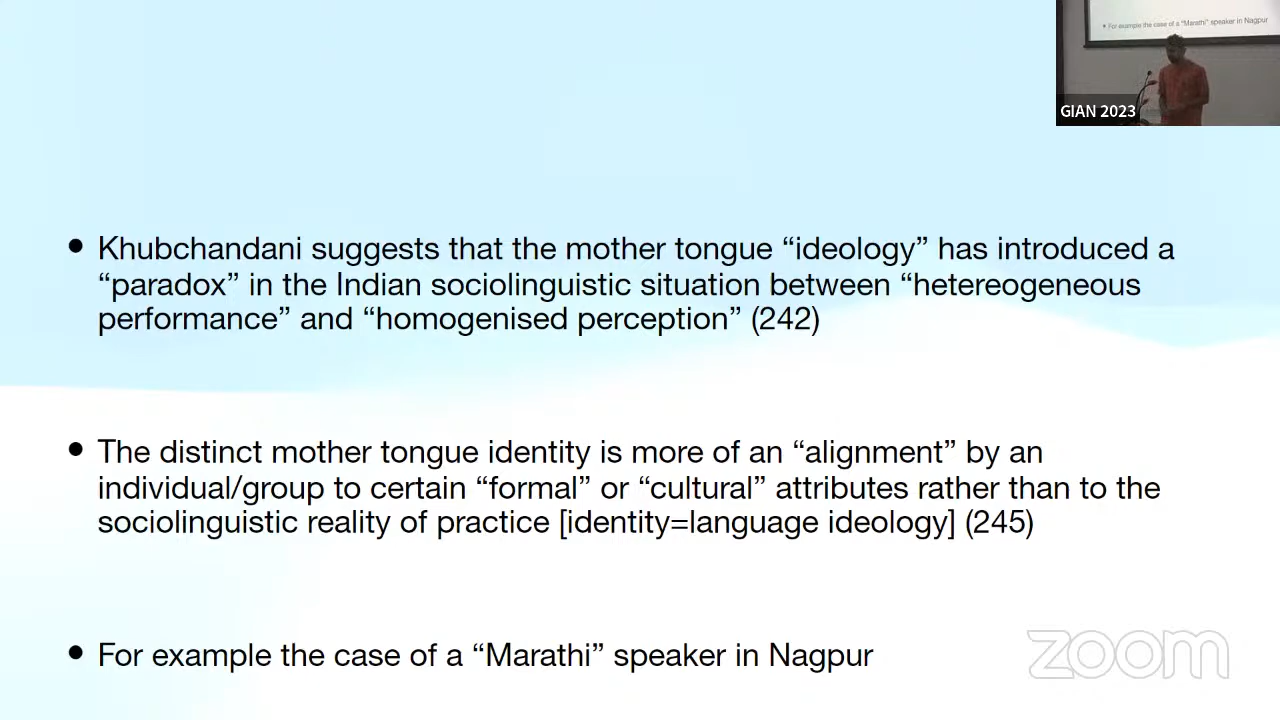 • For example the case of a “Marathi” speaker in Nagpur
GIAN 2023
• Khubchandani suggests that the mother tongue “ideology” has introduced a
“paradox” in the Indian sociolinguistic situation between “hetereogeneous
performance” and “homogenised perception” (242)
• The distinct mother tongue identity is more of an “alignment” by an
individual/group to certain “formal” or “cultural” attributes rather than to the
sociolinguistic reality of practice [identity=language ideology] (245)
• For example the case of a “Marathi” speaker in Nagpur
zoom